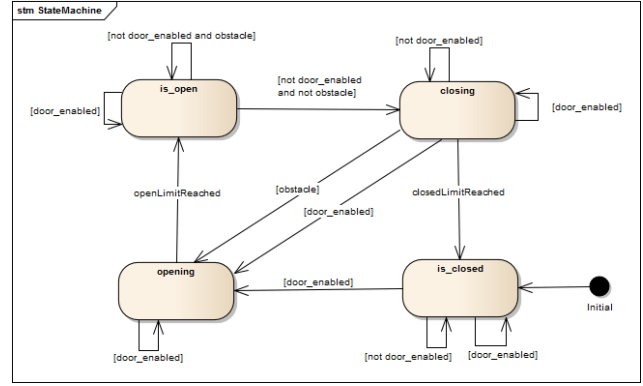 stm StateMachine
[not door_enabled and obstacle]
[not door_enabled]
is_open
[not door_enabled
and not obstacle]
closing
[door_enabled]
[door_enabled]
openLimitReached
[obstacle]
closedLimitReached
[door_enabled]
opening
is_closed
[door_enabled]
Initial
[door_enabled]
[not door_enabled]
[door_enabled]